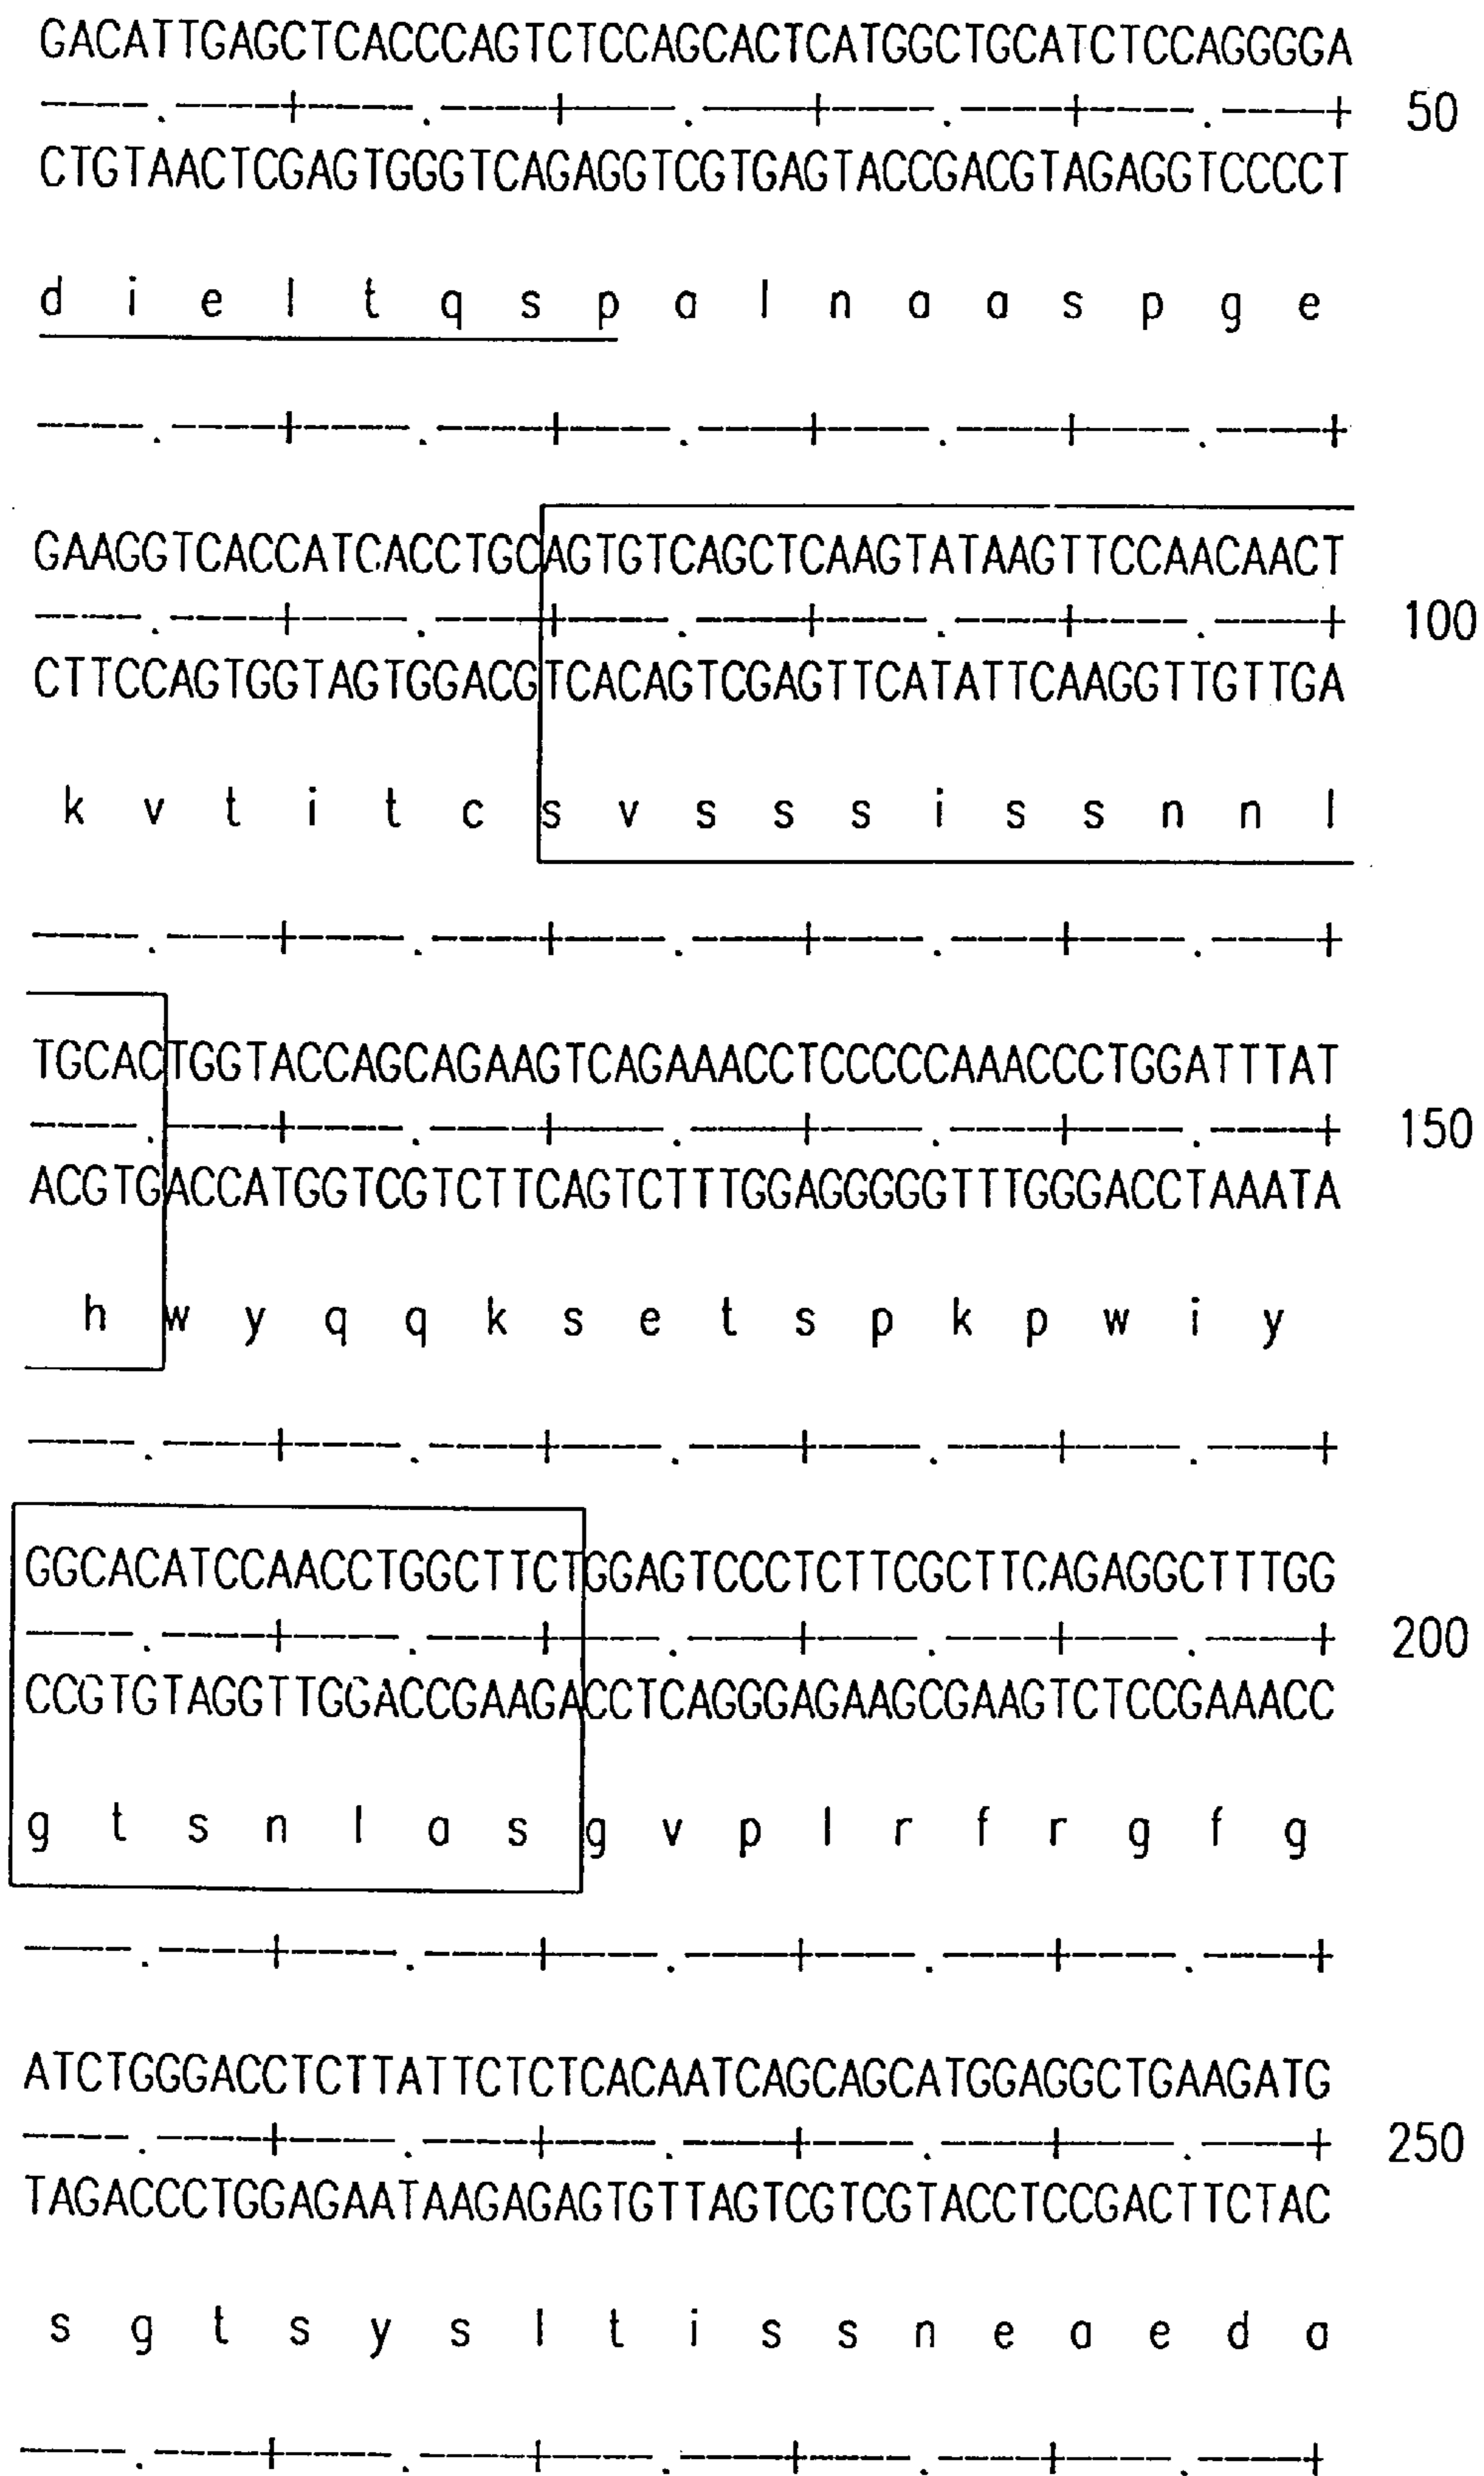 GACATTGAGCTCACCCAGTCTCCAGCACTCATGGCTGCATCTCCAGGGGA
----.----+----.----+----.----+----.----+----.----+ 50
CTGTAACTCGAGTGGGTCAGAGGTCGTGAGTACCGACGTAGAGGTCCCCT
d i e l t q s p a l n a a s p g e
----.----+----.----+----.----+----.----+----.----+
GAAGGTCACCATCACCTGCAGTGTCAGCTCAAGTATAAGTTCCAACAACT
----.----+----.----+----.----+----.----+----.----+ 100
CTTCCAGTGGTAGTGGACGTCACAGTCGAGTTCATATTCAAGGTTGTTGA
k v t i t c s v s s s i s s n n l
----.----+----.----+----.----+----.----+----.----+
TGCACTGGTACCAGCAGAAGTCAGAAACCTCCCCCAAACCCTGGATTTAT
----.----+----.----+----.----+----.----+----.----+ 150
ACGTGACCATGGTCGTCTTCAGTCTTTGGAGGGGGTTTGGGACCTAAATA
h w y q q k s e t s p k p w i y
----.----+----.----+----.----+----.----+----.----+
GGCACATCCAACCTGGCTTCTGGAGTCCCTCTTCGCTTCAGAGGCTTTGG
----.----+----.----+----.----+----.----+----.----+ 200
CCGTGTAGGTTGGACCGAAGACCTCAGGGAGAAGCGAAGTCTCCGAAACC
g t s n l a s g v p l r f r g f g
----.----+----.----+----.----+----.----+----.----+
ATCTGGGACCTCTTATTCTCTCACAATCAGCAGCATGGAGGCTGAAGATG
----.----+----.----+----.----+----.----+----.----+ 250
TAGACCCTGGAGAATAAGAGAGTGTTAGTCGTCGTACCTCCGACTTCTAC
s g t s y s l t i s s n e a e d a
----.----+----.----+----.----+----.----+----.----+